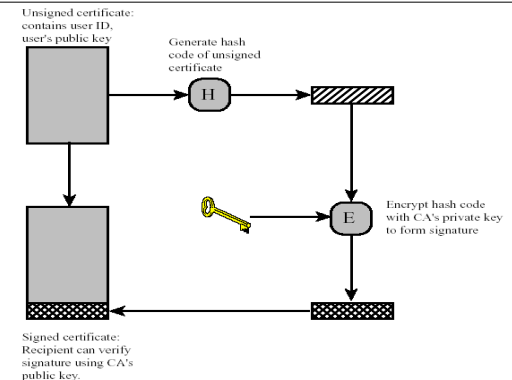 Unsigned certificate:
contains user ID,
user's public key
Generate hash
code of unsigned
certificate
H
E
Encrypt hash code
with CA's private key
to form signature
Signed certificate:
Recipient can verify
signature using CA's
public key.